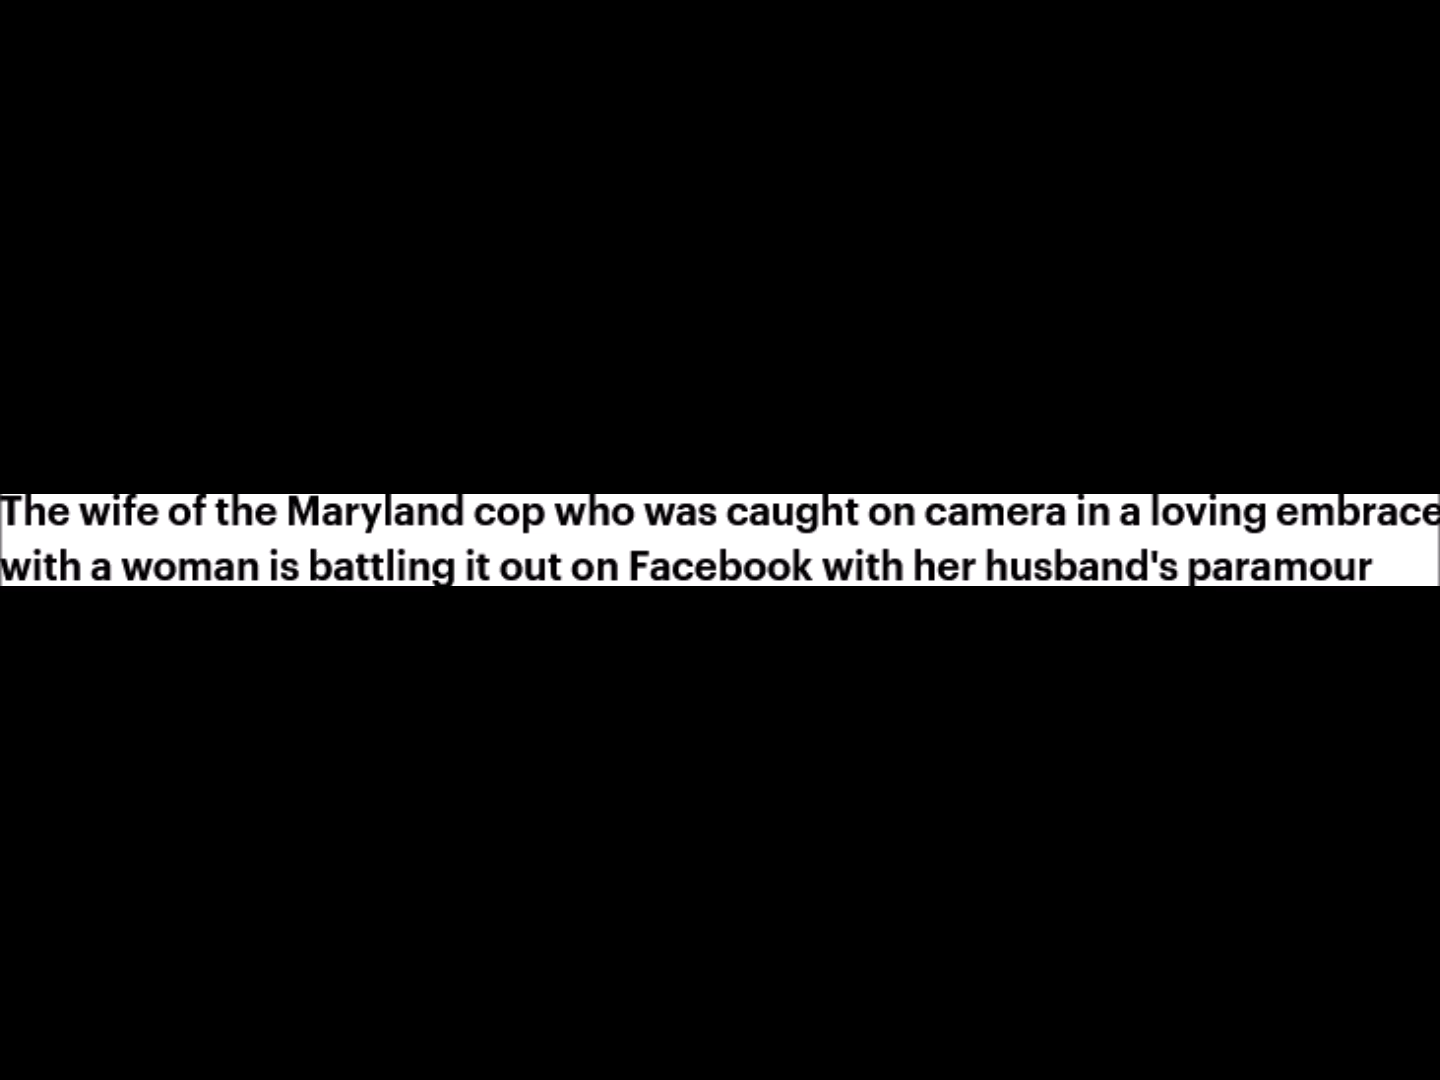 The wife of the Maryland cop who was caught on camera in a loving embrace
with a woman is battling it out on Facebook with her husband's paramour